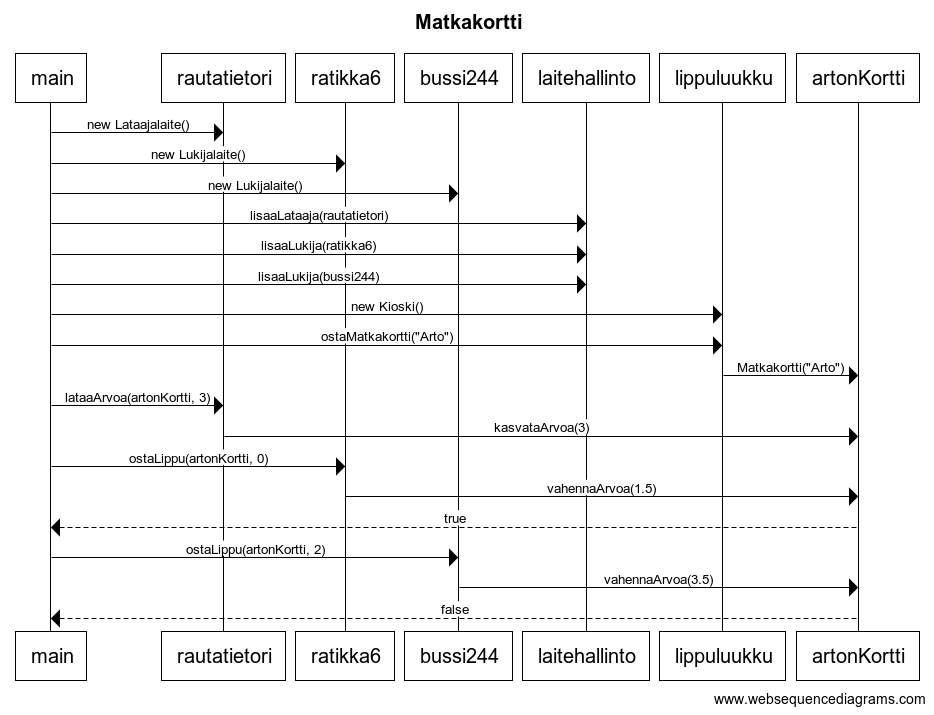 Matkakortti
main rautatietori ratikka6 bussi244 laitehallinto lippuluukku artonKortti
new Lataajalaite()
new Lukijalaite()
new Lukijalaite()
lisaaLataaja(rautatietori)
lisaaLukija(ratikka6)
lisaaLukija(bussi244)
new Kioski()
ostaMatkakortti("Arto")
Matkakortti("Arto")
lataaArvoa(artonKortti, 3)
kasvataArvoa(3)
ostaLippu(artonKortti, 0)
vahennaArvoa(1.5)
true
ostaLippu(artonKortti, 2)
vahennaArvoa(3.5)
false
main rautatietori ratikka6 bussi244 laitehallinto lippuluukku artonKortti
www.websequencediagrams.com